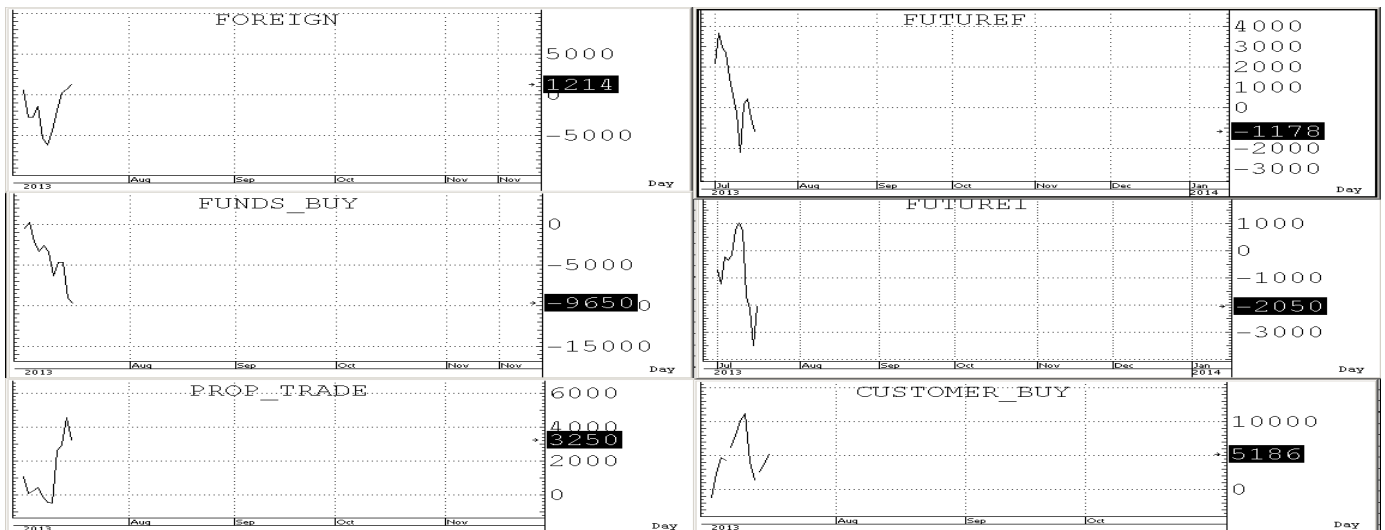 FOREIGN
5000
1214
0
-5000
2013 Aug Sep Oct Nov Nov
Day
FUTUREF
4000
3000
2000
1000
0
-1178
-2000
-3000
Jul Aug Sep Oct Nov Dec Jan
2013 2014
Day
FUNDS_BUY
0
-5000
-9650
-15000
2013 Aug Sep Oct Nov Nov
Day
FUTUREI
1000
0
-1000
-2050
-3000
Jul Aug Sep Oct Nov Dec Jan
2013 2014
Day
PROP_TRADE
6000
4000
3250
2000
0
2013 Aug Sep Oct Nov
Day
CUSTOMER_BUY
10000
5186
0
2013 Aug Sep Oct
Day